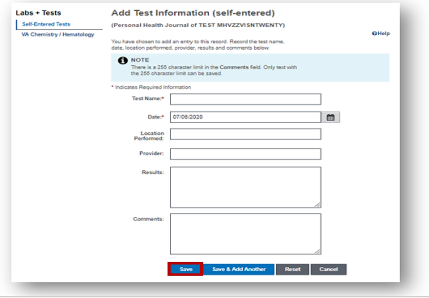 Labs + Tests
Self-Entered Tests
VA Chemistry / Hematology
Add Test Information (self-entered)
(Personal Health Journal of TEST MHVZZVISNTWENTY)
Help
You have chosen to add an entry to this record. Record the test name,
date, location performed, provider, results and comments below.
NOTE
There is a 256 character limit in the Comments field. Only text with
the 256 character limit can be saved.
* Indicates Required Information
Test Name:*
Date:* 07/06/2020
Location
Performed:
Provider:
Results:
Comments:
Save Save & Add Another Reset Cancel